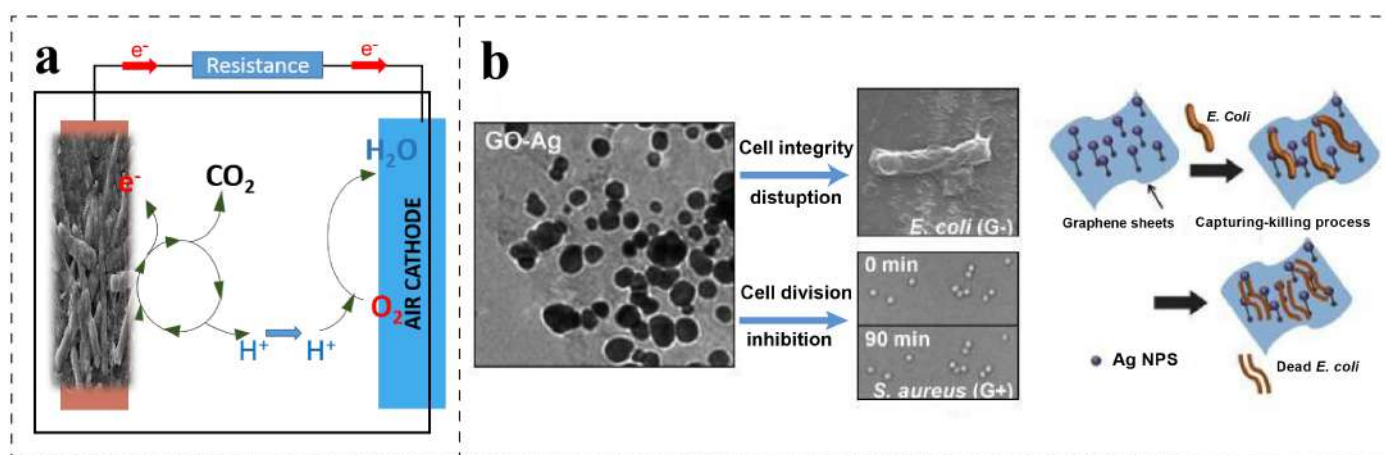 a
e-
Resistance
e-
e-
CO2
H2O
O2
H+
H+
AIR CATHODE
b
GO-Ag
Cell integrity
distuption
E. coli (G-)
Cell division
inhibition
0 min
90 min
S. aureus (G+)
E. Coli
Graphene sheets
Capturing-killing process
Ag NPS
Dead E. coli